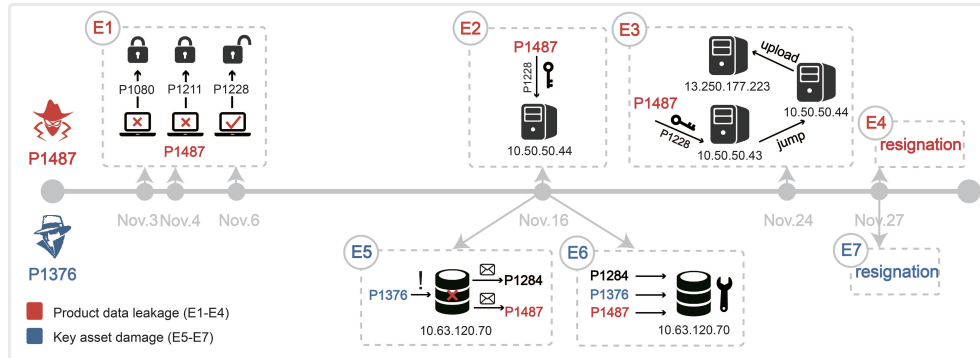 E1
P1080 P1211 P1228
P1487
E2
P1487
P1228
10.50.50.44
E3
upload
13.250.177.223
10.50.50.44
P1487
P1228
10.50.50.43
jump
E4
resignation
P1487
Nov.3 Nov.4 Nov.6 Nov.16 Nov.24 Nov.27
P1376
E5
!
P1376
P1284
P1487
10.63.120.70
E6
P1284
P1376
P1487
10.63.120.70
E7
resignation
Product data leakage (E1-E4)
Key asset damage (E5-E7)